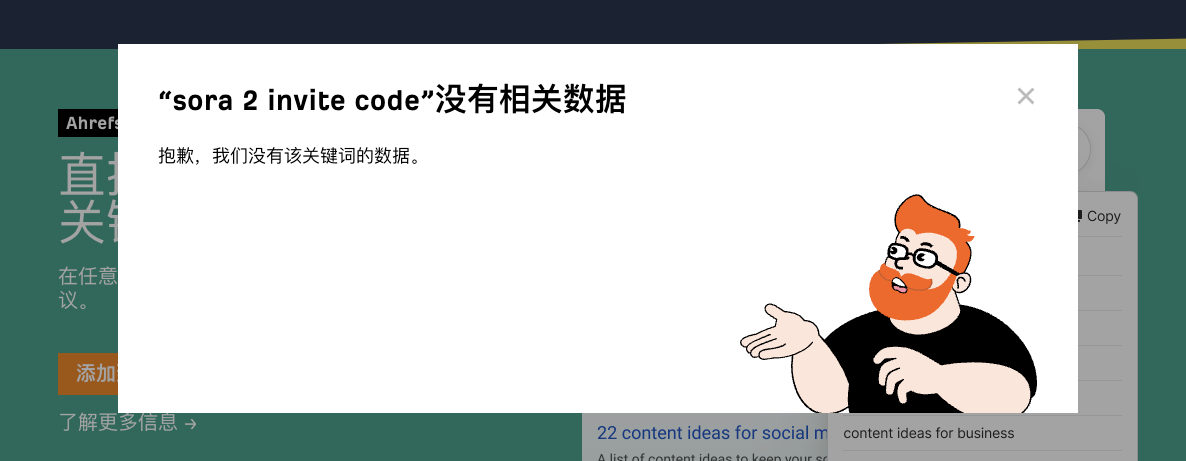 “sora 2 invite code”没有相关数据
抱歉，我们没有该关键词的数据。
Ahrefs
直
关
在任意
议。
添加
了解更多信息 →
Copy
22 content ideas for social m
content ideas for business
A list of content ideas to keep your